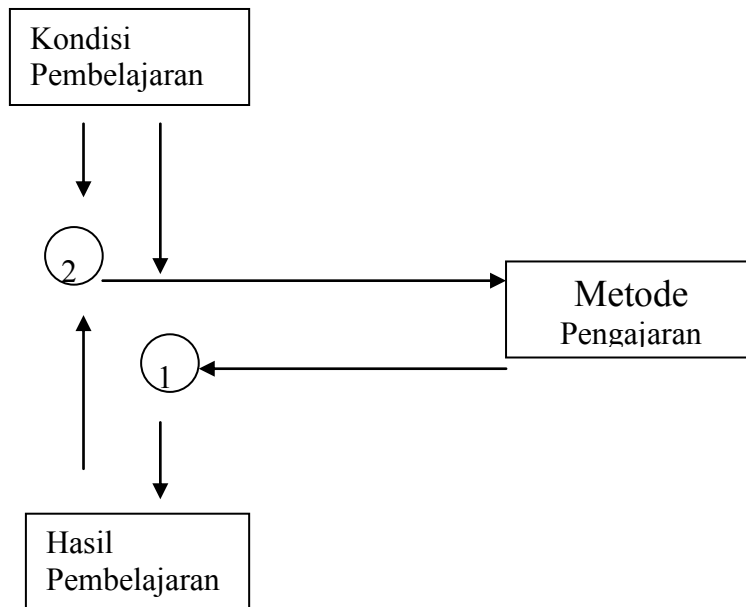 Kondisi
Pembelajaran
2
Metode
Pengajaran
1
Hasil
Pembelajaran